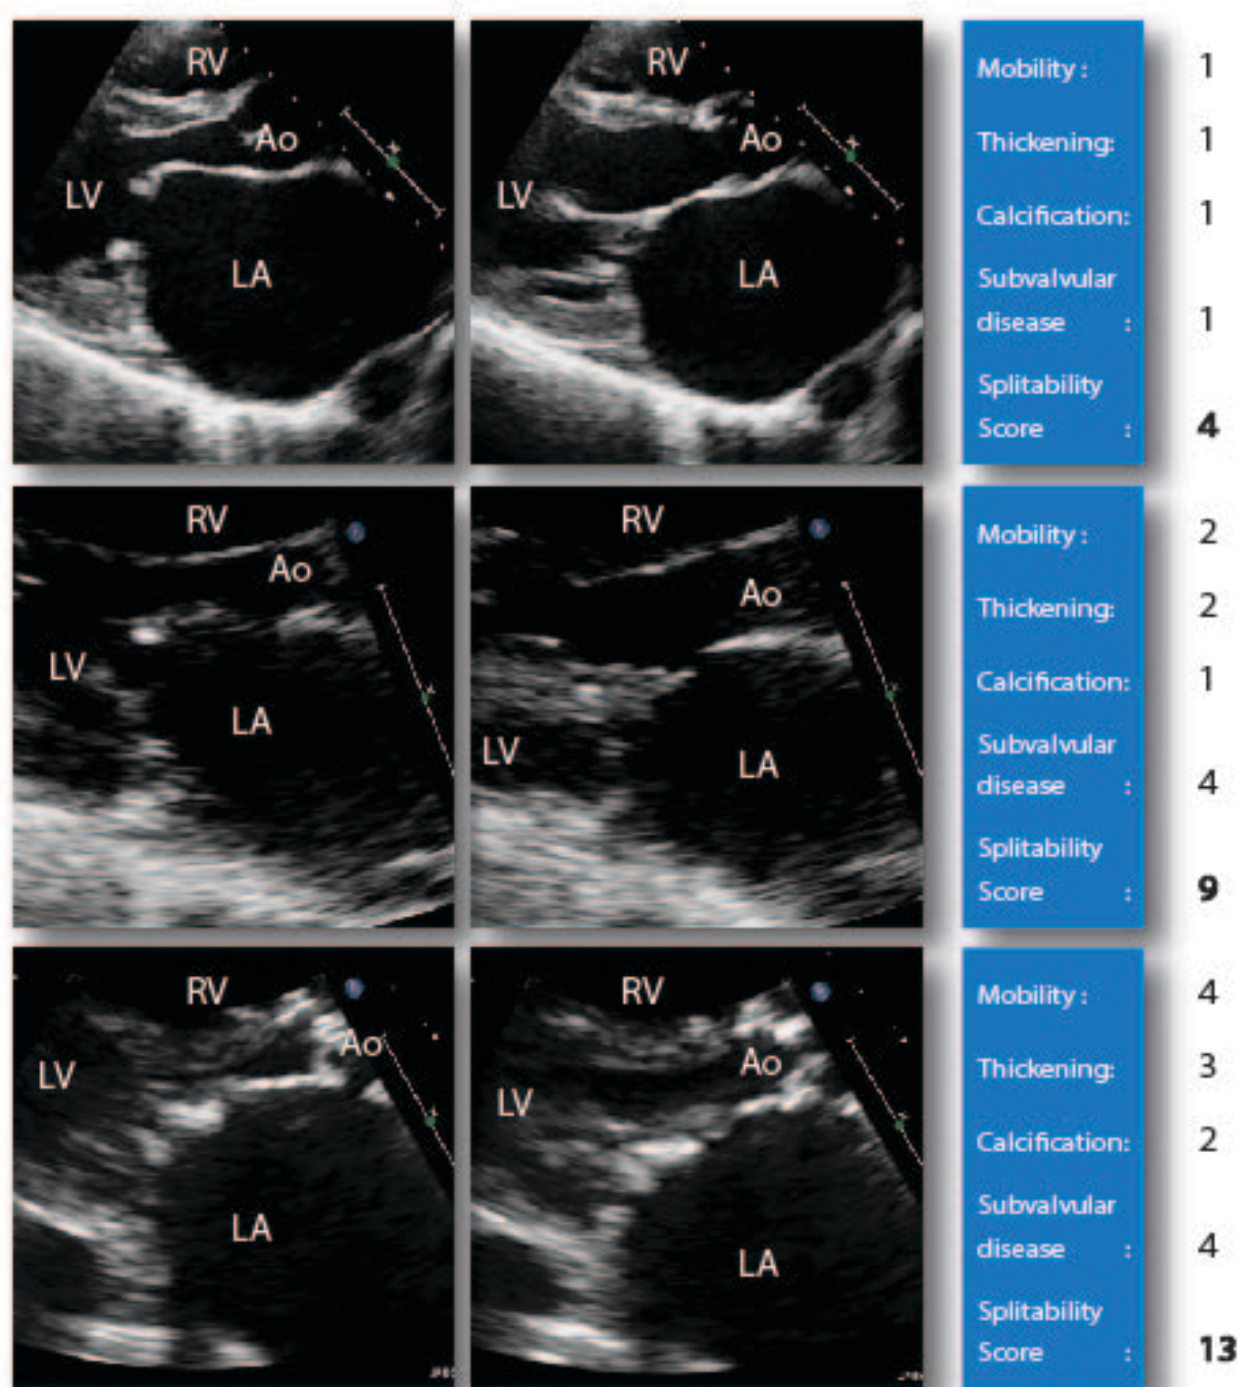 RV
Ao
LV
LA
RV
Ao
LV
LA
Mobility : 1
Thickening: 1
Calcification: 1
Subvalvular
disease : 1
Splitability
Score : 4
RV
Ao
LV
LA
RV
Ao
LV
LA
Mobility : 2
Thickening: 2
Calcification: 1
Subvalvular
disease : 4
Splitability
Score : 9
RV
Ao
LV
LA
RV
Ao
LV
LA
Mobility : 4
Thickening: 3
Calcification: 2
Subvalvular
disease : 4
Splitability
Score : 13